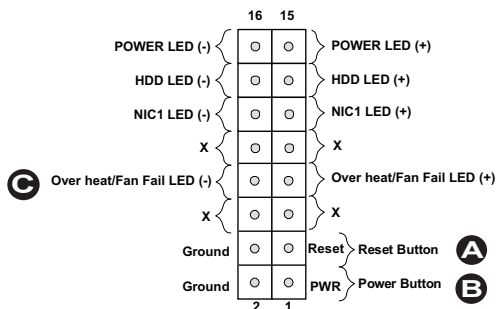 16 15
POWER LED (-) POWER LED (+)
HDD LED (-) HDD LED (+)
NIC1 LED (-) NIC1 LED (+)
X X
C Over heat/Fan Fail LED (-) Over heat/Fan Fail LED (+)
X X
Ground Reset Reset Button A
Ground PWR Power Button B
2 1